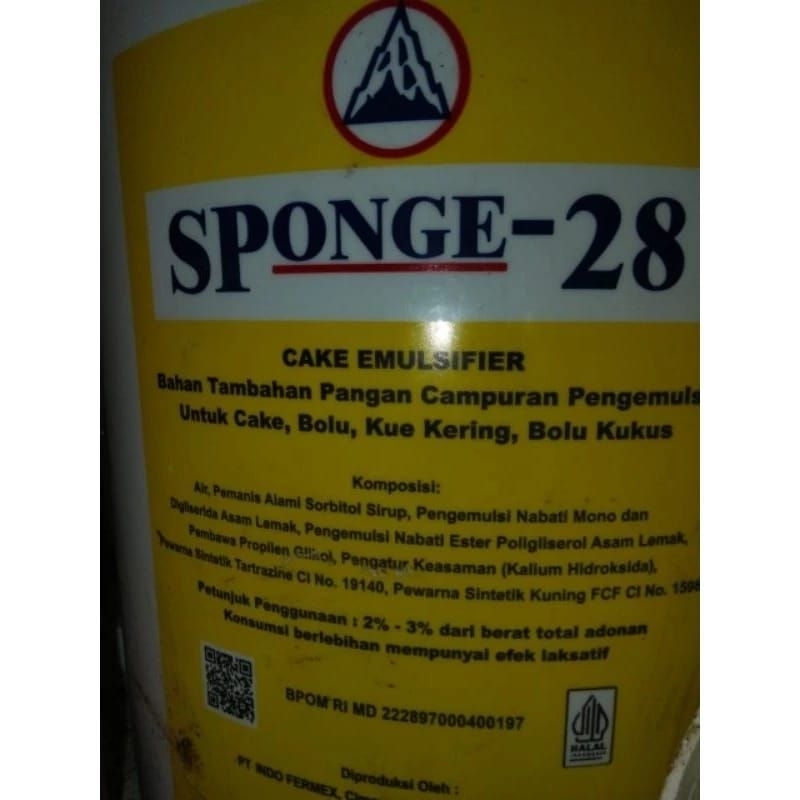 SPONGE-28
CAKE EMULSIFIER
Bahan Tambahan Pangan Campuran Pengemuls
Untuk Cake, Bolu, Kue Kering, Bolu Kukus
Komposisi:
Air, Pemanis Alami Sorbitol Sirup, Pengemulsi Nabati Mono dan
Digliserida Asam Lemak, Pengemulsi Nabati Ester Poligliserol Asam Lemak,
Pembawa Propilen Glikol, Pengatur Keasaman (Kalium Hidroksida),
Pewarna Sintetik Tartrazine CI No. 19140, Pewarna Sintetik Kuning FCF CI No. 1598
Petunjuk Penggunaan : 2% - 3% dari berat total adonan
Konsumsi berlebihan mempunyai efek laksatif
BPOM RI MD 222897000400197
HALAL
Diproduksi Oleh :
PT INDO FERMEX,